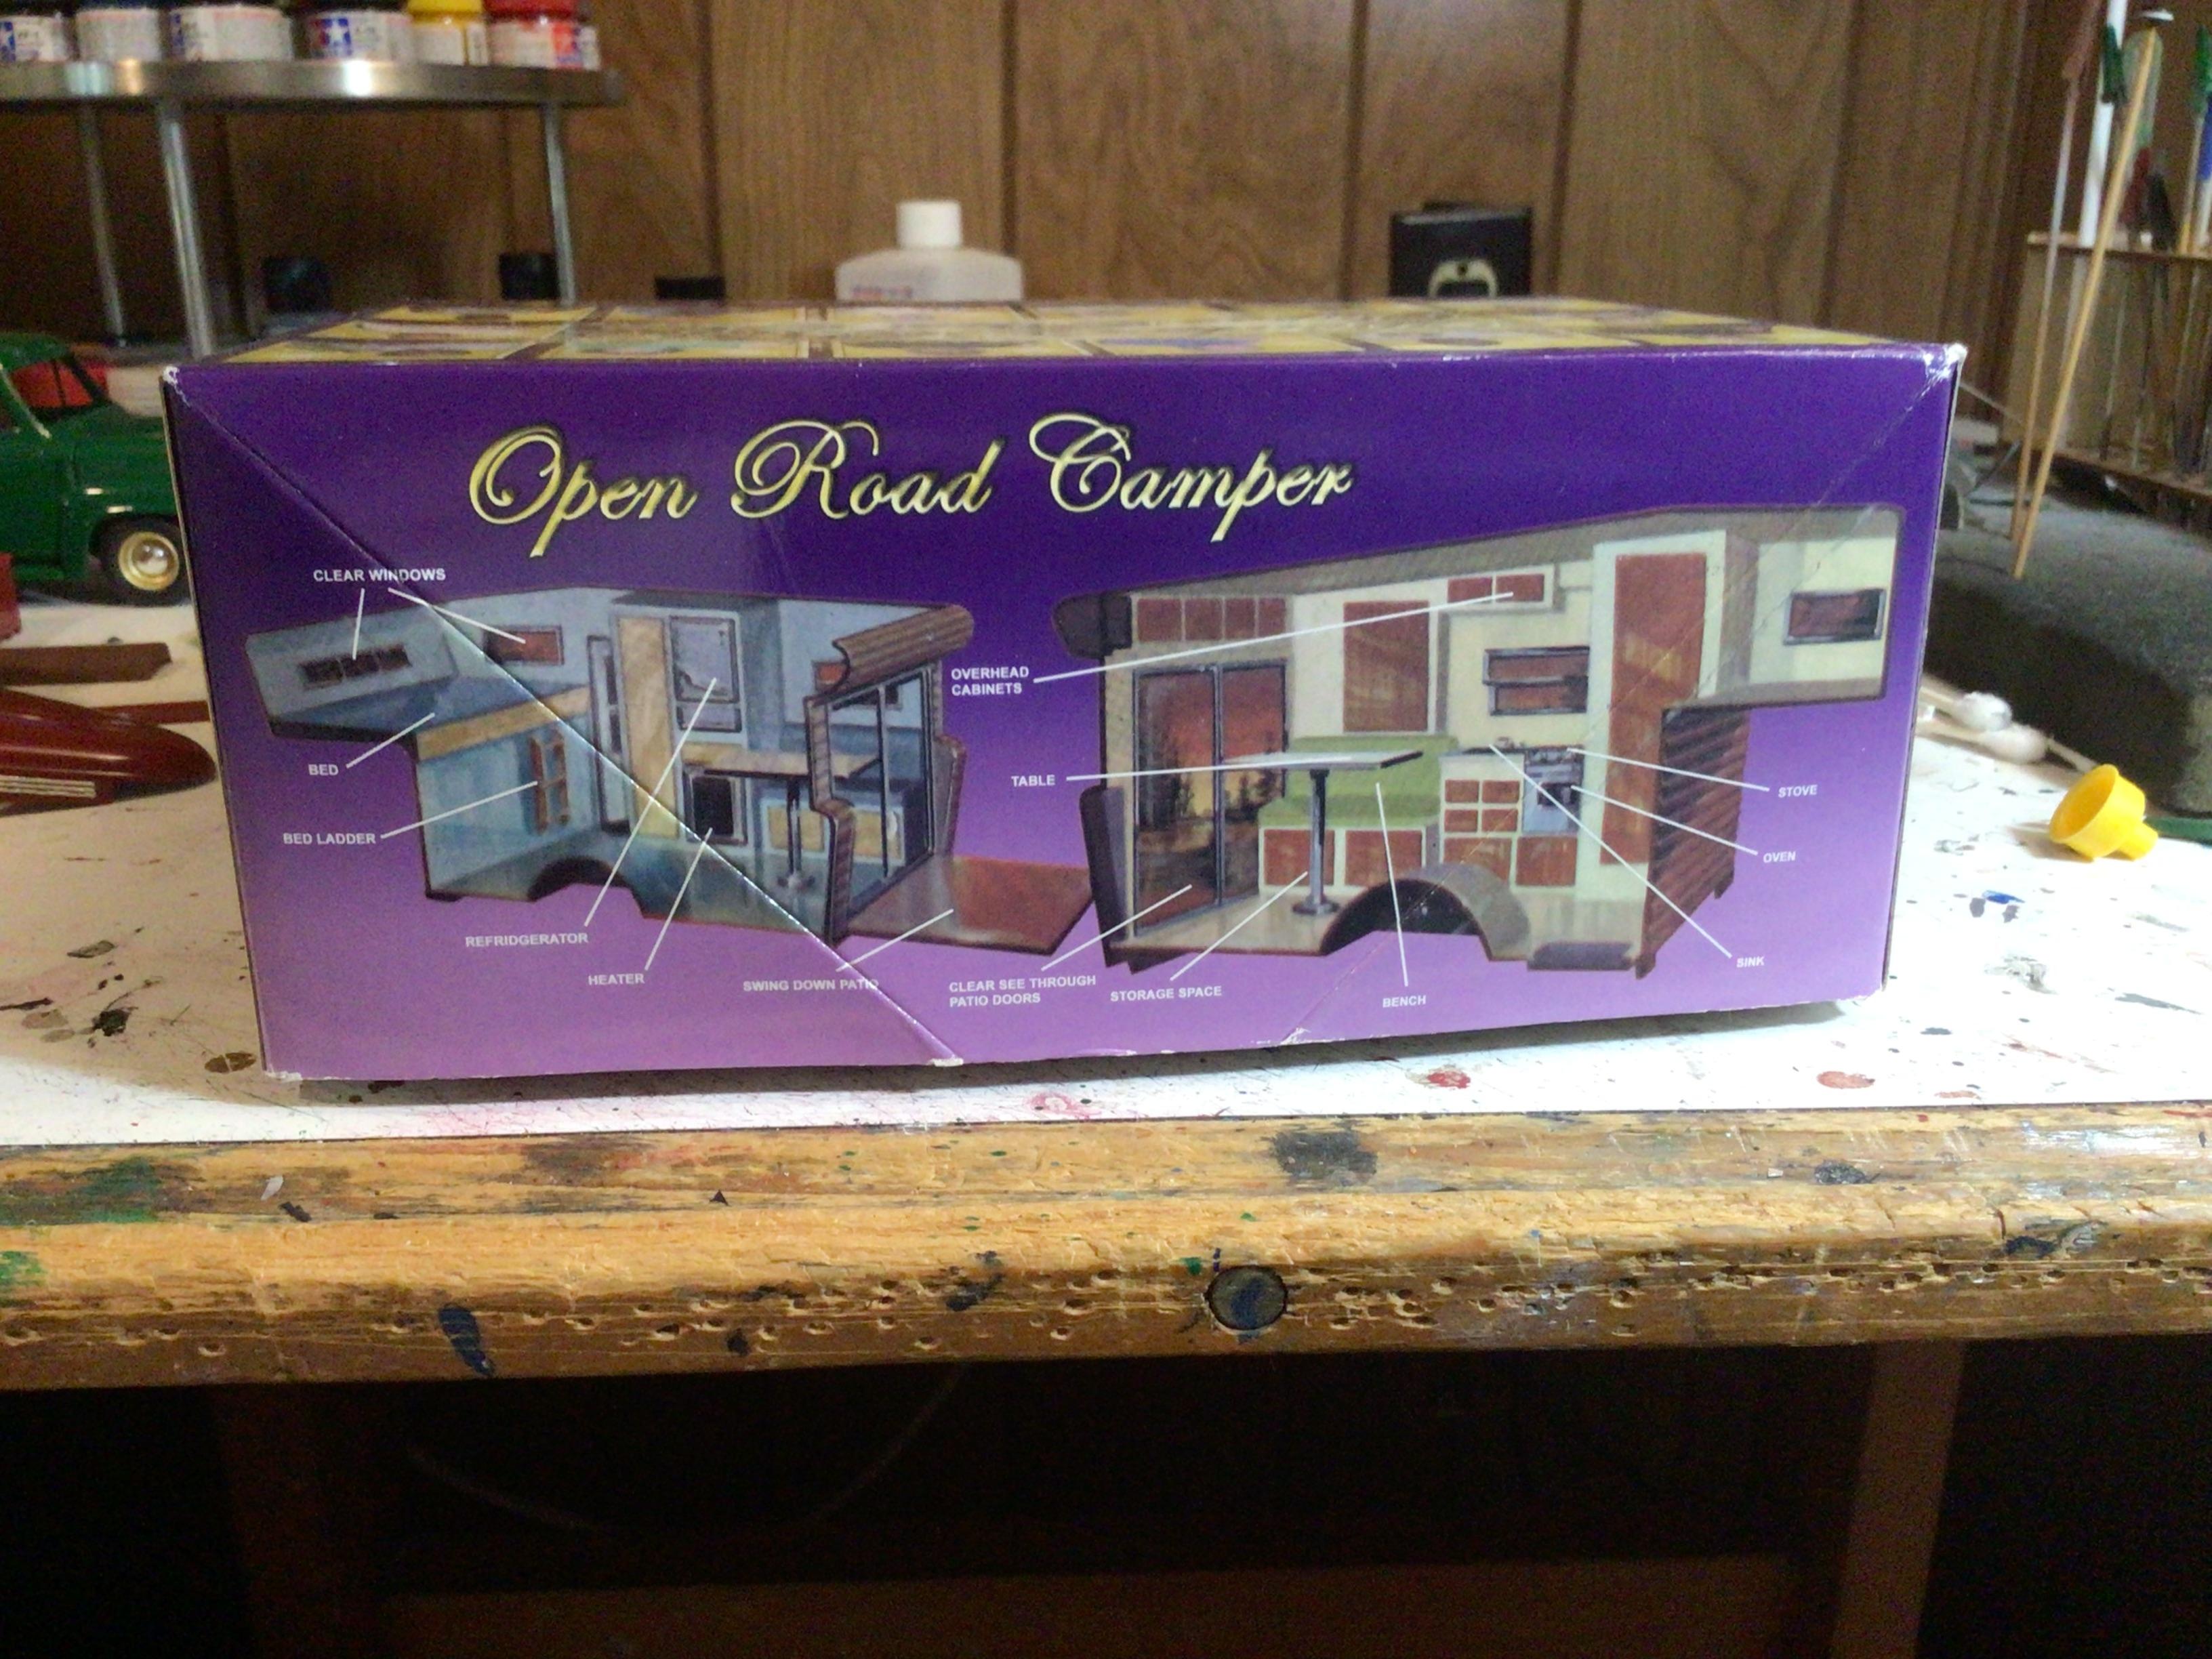 Open Road Camper
CLEAR WINDOWS
BED
BED LADDER
REFRIDGERATOR
HEATER
SWING DOWN PATIO
OVERHEAD
CABINETS
TABLE
CLEAR SEE THROUGH
PATIO DOORS
STORAGE SPACE
BENCH
STOVE
OVEN
SINK